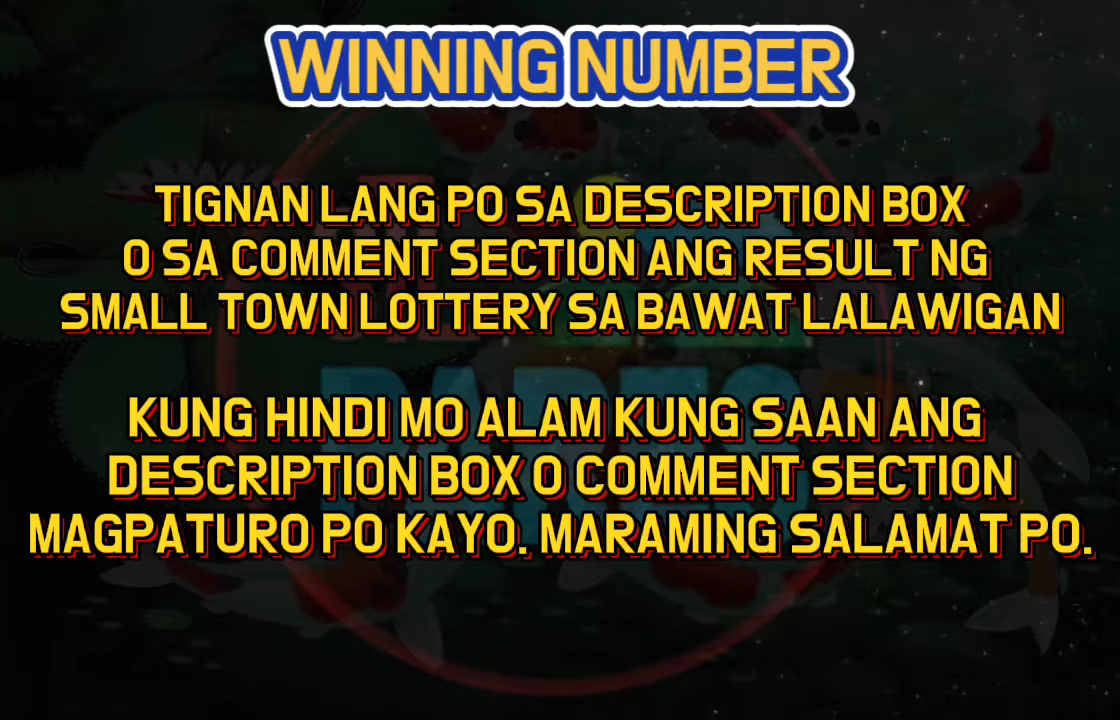 WINNING NUMBER
TIGNAN LANG PO SA DESCRIPTION BOX
O SA COMMENT SECTION ANG RESULT NG
SMALL TOWN LOTTERY SA BAWAT LALAWIGAN
KUNG HINDI MO ALAM KUNG SAAN ANG
DESCRIPTION BOX O COMMENT SECTION
MAGPATURO PO KAYO. MARAMING SALAMAT PO.